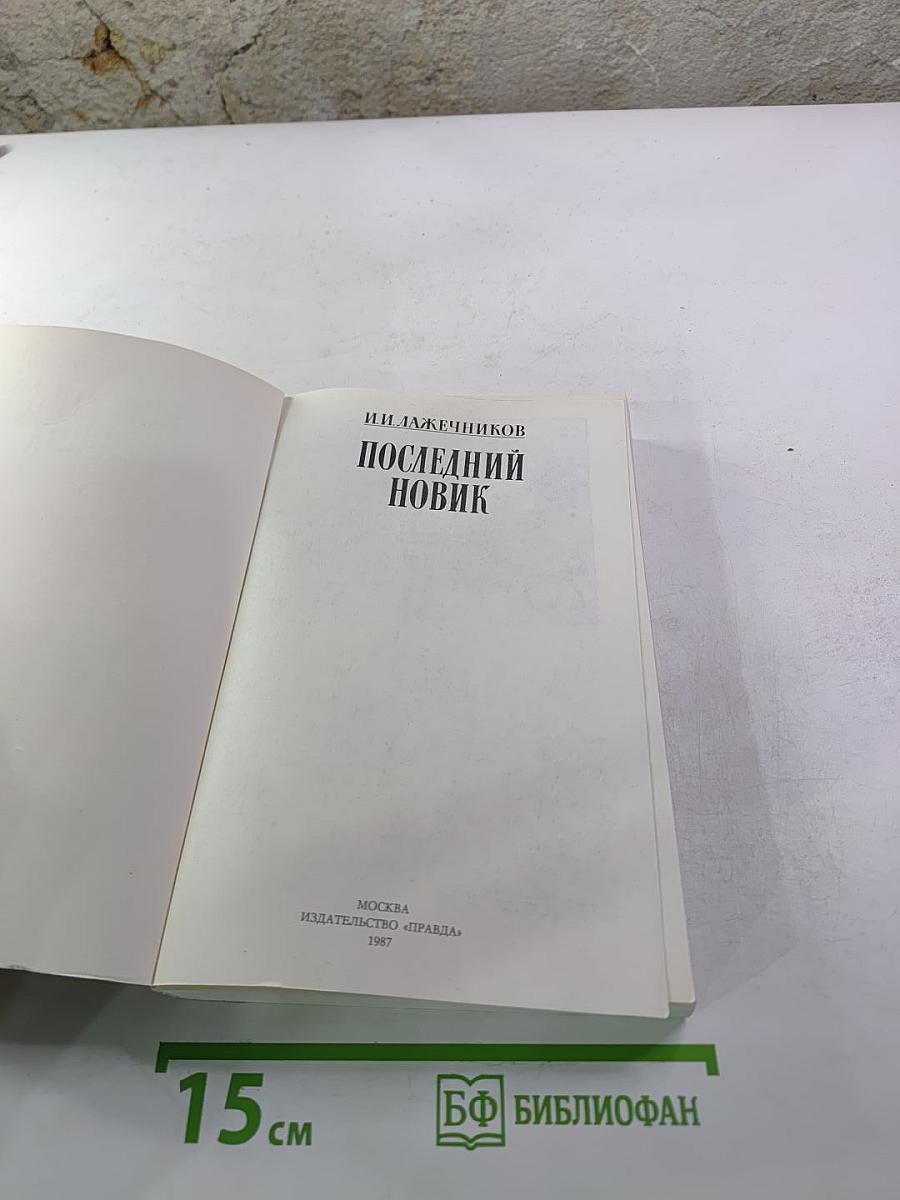 И.И.ЛАЖЕЧНИКОВ
ПОСЛЕДНИЙ
НОВИК
МОСКВА
ИЗДАТЕЛЬСТВО «ПРАВДА»
1987
15 см
БФ БИБЛИОФАН